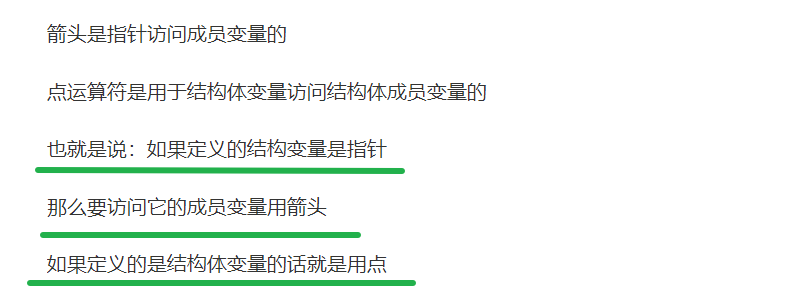 箭头是指针访问成员变量的
点运算符是用于结构体变量访问结构体成员变量的
也就是说：如果定义的结构变量是指针
那么要访问它的成员变量用箭头
如果定义的是结构体变量的话就是用点